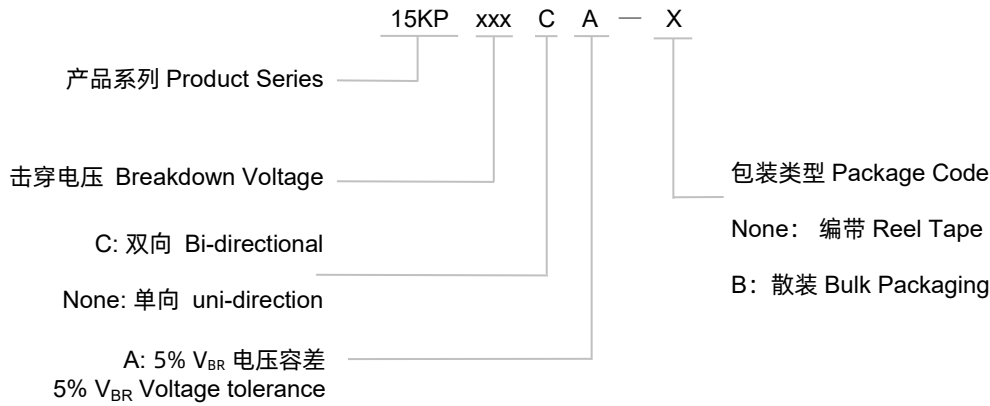 15KP xxx C A — X
产品系列 Product Series
击穿电压 Breakdown Voltage
包装类型 Package Code
C: 双向 Bi-directional
None： 编带 Reel Tape
None: 单向 uni-direction
B：散装 Bulk Packaging
A: 5% VBR 电压容差
5% VBR Voltage tolerance